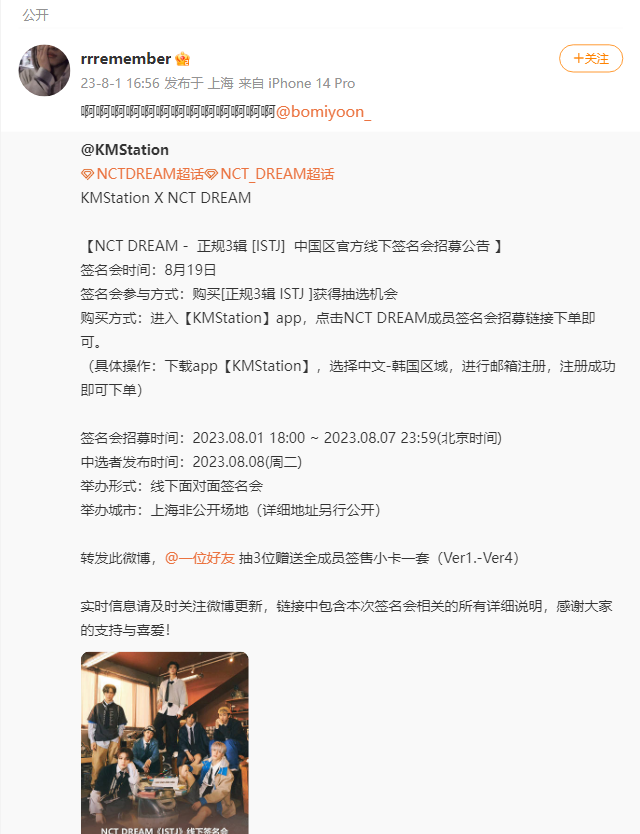 公开
rrremember
+关注
23-8-1 16:56 发布于 上海 来自 iPhone 14 Pro
啊啊啊啊啊啊啊啊啊啊啊啊啊@bomiyoon_
@KMStation
NCTDREAM超话 NCT_DREAM超话
KMStation X NCT DREAM
【NCT DREAM - 正规3辑 [ISTJ] 中国区官方线下签名会招募公告 】
签名会时间：8月19日
签名会参与方式：购买[正规3辑 ISTJ ]获得抽选机会
购买方式：进入【KMStation】app，点击NCT DREAM成员签名会招募链接下单即
可。
（具体操作：下载app【KMStation】，选择中文-韩国区域，进行邮箱注册，注册成功
即可下单）
签名会招募时间：2023.08.01 18:00 ~ 2023.08.07 23:59(北京时间)
中选者发布时间：2023.08.08(周二)
举办形式：线下面对面签名会
举办城市：上海非公开场地（详细地址另行公开）
转发此微博，@一位好友 抽3位赠送全成员签售小卡一套（Ver1.-Ver4）
实时信息请及时关注微博更新，链接中包含本次签名会相关的所有详细说明，感谢大家
的支持与喜爱！
NCT DREAM《ISTJ》线下签名会